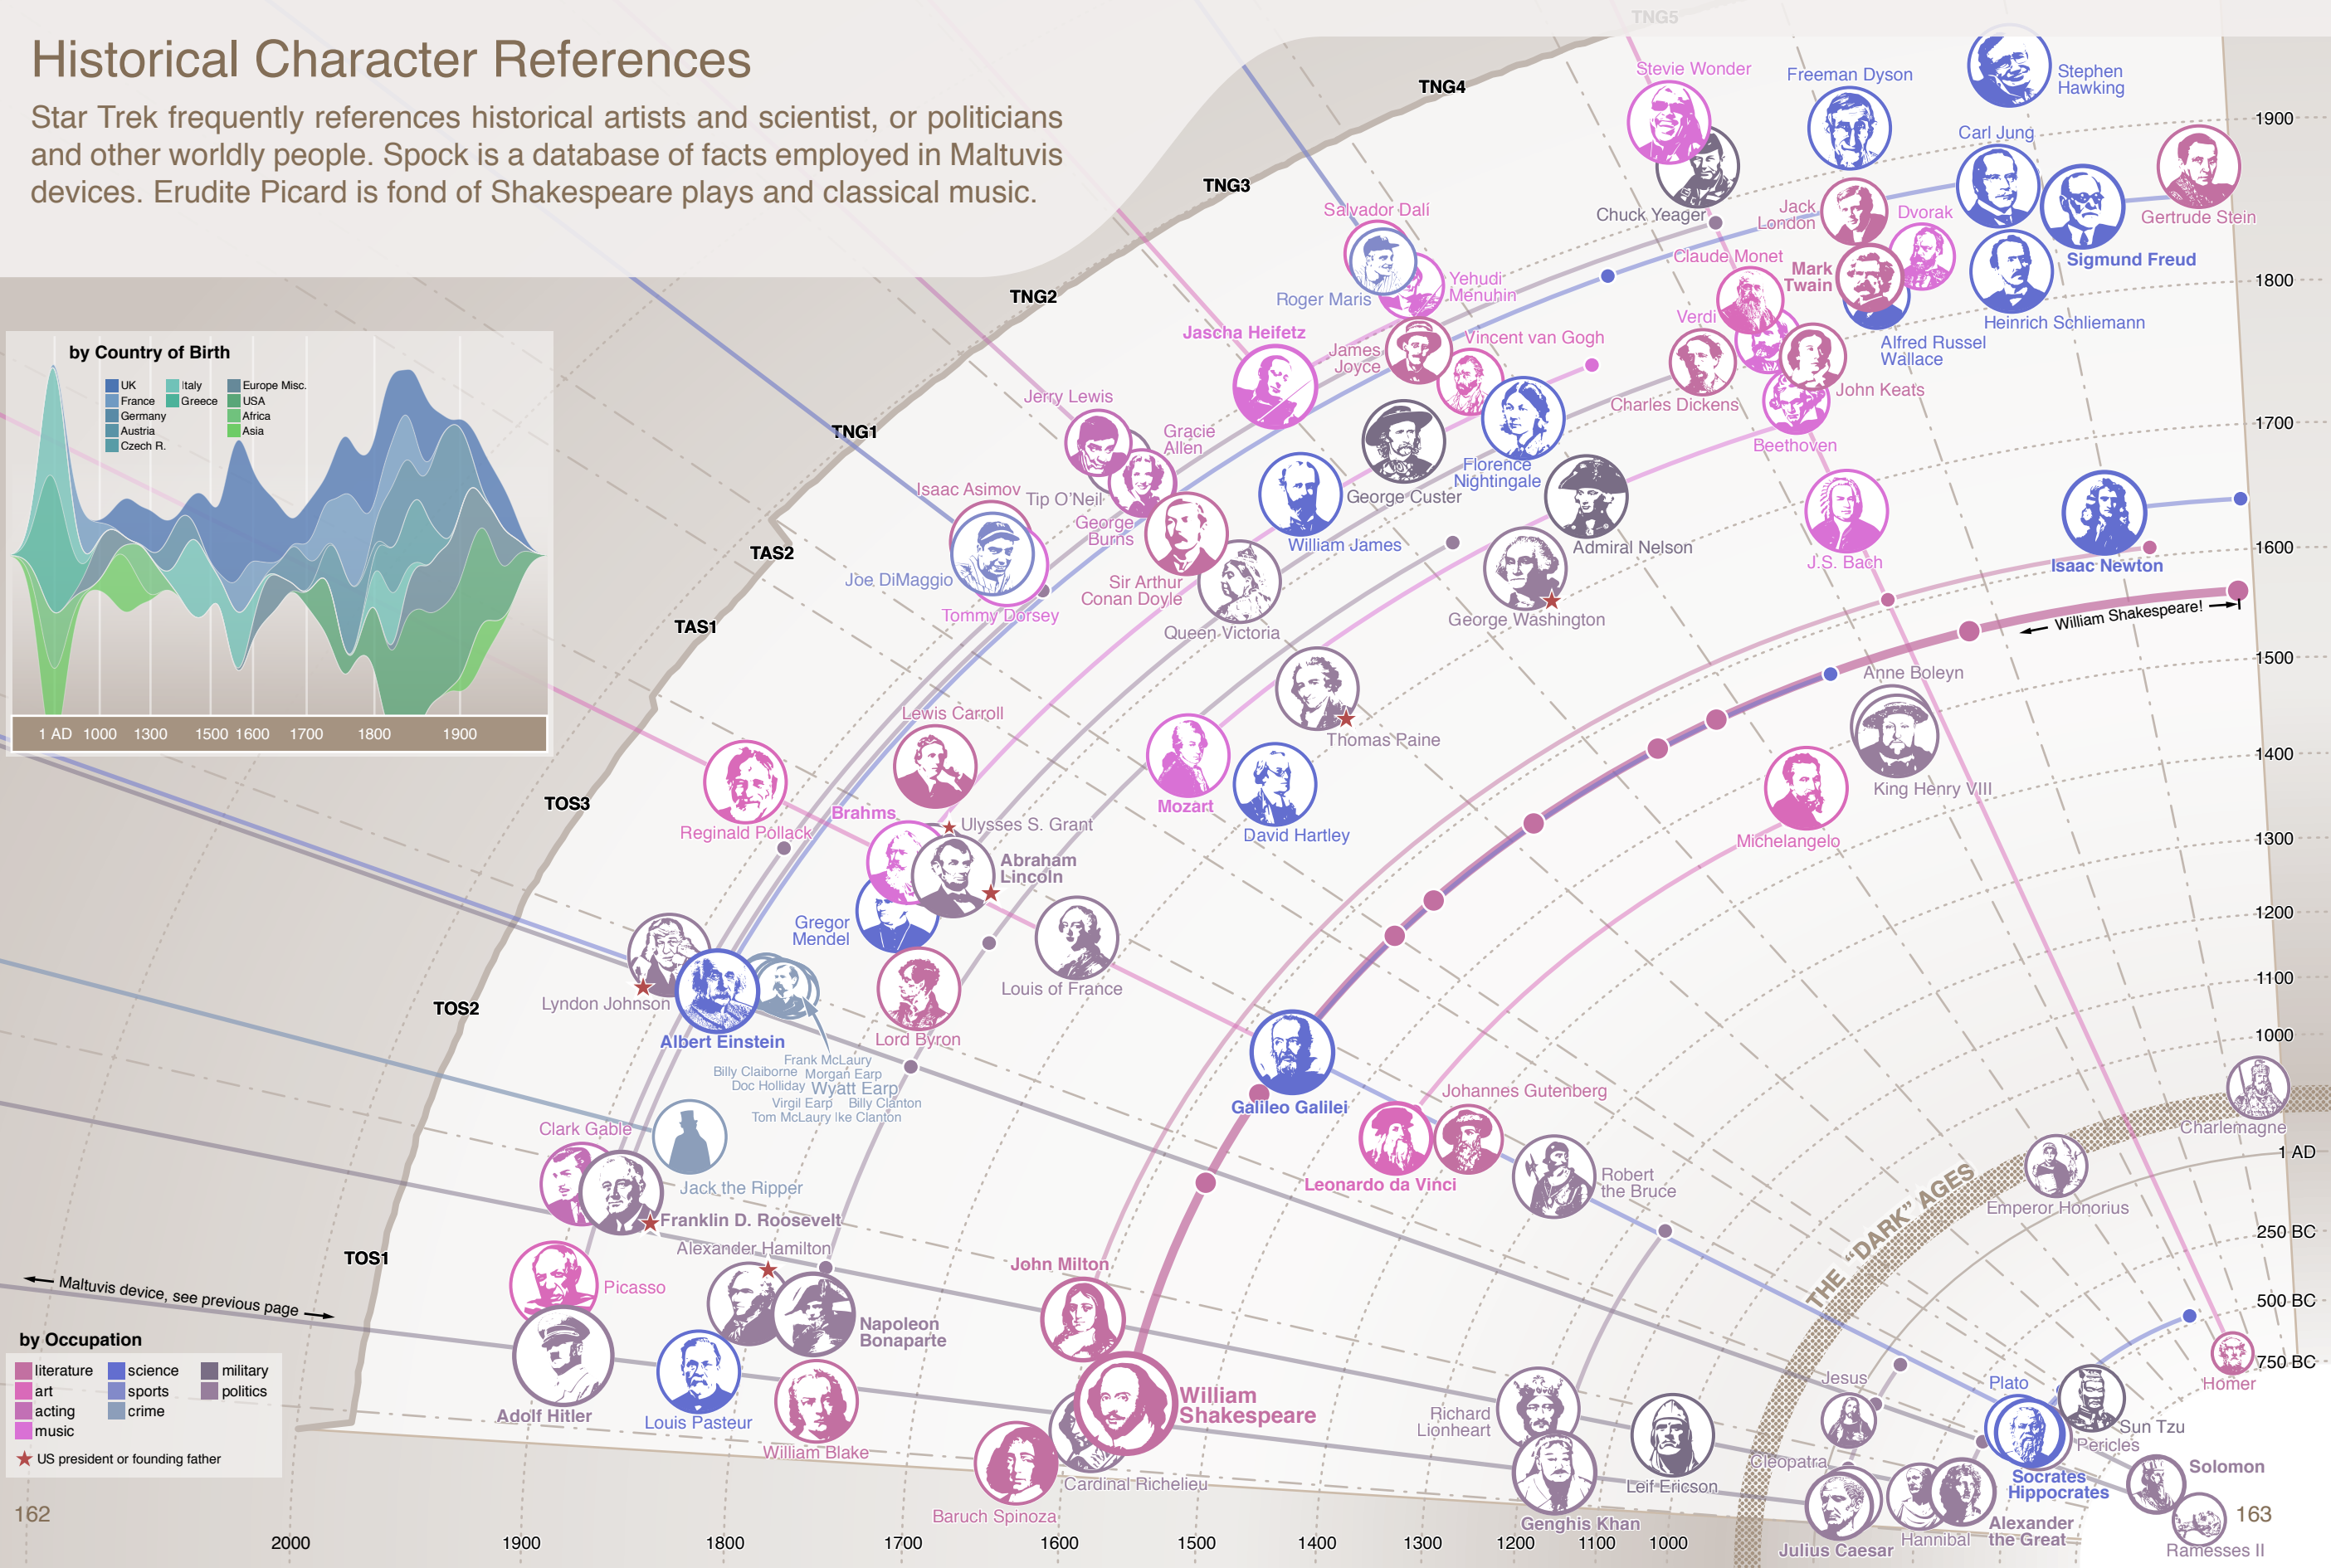 Historical Character References
Star Trek frequently references historical artists and scientist, or politicians
and other worldly people. Spock is a database of facts employed in Maltuvis
devices. Erudite Picard is fond of Shakespeare plays and classical music.
TNG5
TNG4
TNG3
TNG2
TNG1
TAS2
TAS1
TOS3
TOS2
TOS1
Stevie Wonder
Freeman Dyson
Stephen
Hawking
Carl Jung
1900
Chuck Yeager
Jack
London
Dvorak
Gertrude Stein
Sigmund Freud
Salvador Dalí
Roger Maris
Yehudi
Menuhin
Claude Monet
Mark
Twain
1800
Heinrich Schliemann
Verdi
Alfred Russel
Wallace
Jascha Heifetz
James
Joyce
Vincent van Gogh
Charles Dickens
John Keats
Beethoven
1700
Jerry Lewis
Gracie
Allen
Tip O'Neil
George
Burns
Isaac Asimov
Joe DiMaggio
Tommy Dorsey
Sir Arthur
Conan Doyle
Queen Victoria
William James
George Custer
Florence
Nightingale
Admiral Nelson
George Washington
J.S. Bach
Isaac Newton
1600
William Shakespeare!
1500
Thomas Paine
Anne Boleyn
King Henry VIII
Michelangelo
1400
by Country of Birth
UK
France
Germany
Austria
Czech R.
Italy
Greece
Europe Misc.
USA
Africa
Asia
1 AD 1000 1300 1500 1600 1700 1800 1900
Lewis Carroll
Reginald Pollack
Brahms
Ulysses S. Grant
Abraham
Lincoln
Mozart
David Hartley
1300
Gregor
Mendel
Louis of France
Lord Byron
1200
1100
1000
Lyndon Johnson
Albert Einstein
Frank McLaury
Billy Claiborne Morgan Earp
Doc Holliday Wyatt Earp
Virgil Earp Billy Clanton
Tom McLaury Ike Clanton
Galileo Galilei
Johannes Gutenberg
Leonardo da Vinci
Robert
the Bruce
Charlemagne
1 AD
Emperor Honorius
THE "DARK" AGES
250 BC
500 BC
750 BC
Homer
Clark Gable
Jack the Ripper
Franklin D. Roosevelt
Alexander Hamilton
Picasso
Napoleon
Bonaparte
Adolf Hitler
Louis Pasteur
William Blake
John Milton
William
Shakespeare
Cardinal Richelieu
Baruch Spinoza
Richard
Lionheart
Genghis Khan
Leif Ericson
Jesus
Cleopatra
Julius Caesar
Hannibal
Alexander
the Great
Plato
Socrates
Hippocrates
Sun Tzu
Pericles
Solomon
Ramesses II
Maltuvis device, see previous page
by Occupation
literature
art
acting
music
science
sports
crime
military
politics
US president or founding father
162
163
2000 1900 1800 1700 1600 1500 1400 1300 1200 1100 1000